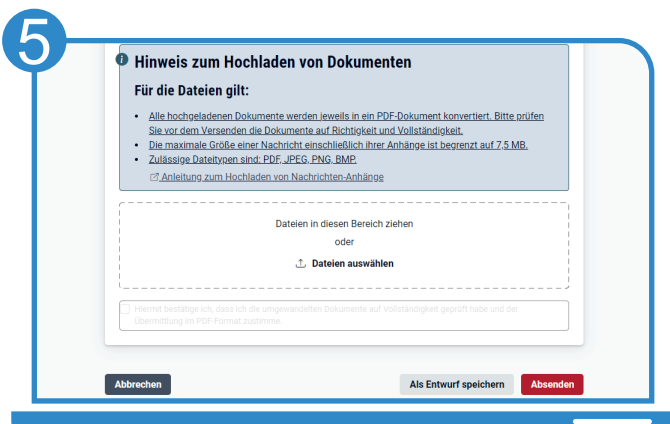 5
Hinweis zum Hochladen von Dokumenten
Für die Dateien gilt:
Alle hochgeladenen Dokumente werden jeweils in ein PDF-Dokument konvertiert. Bitte prüfen
Sie vor dem Versenden die Dokumente auf Richtigkeit und Vollständigkeit.
Die maximale Größe einer Nachricht einschließlich ihrer Anhänge ist begrenzt auf 7,5 MB.
Zulässige Dateitypen sind: PDF, JPEG, PNG, BMP.
Anleitung zum Hochladen von Nachrichten-Anhänge
Dateien in diesen Bereich ziehen
oder
Dateien auswählen
Hiermit bestätige ich, dass ich die umgewandelten Dokumente auf Vollständigkeit geprüft habe und der
Übermittlung im PDF-Format zustimme.
Abbrechen Als Entwurf speichern Absenden